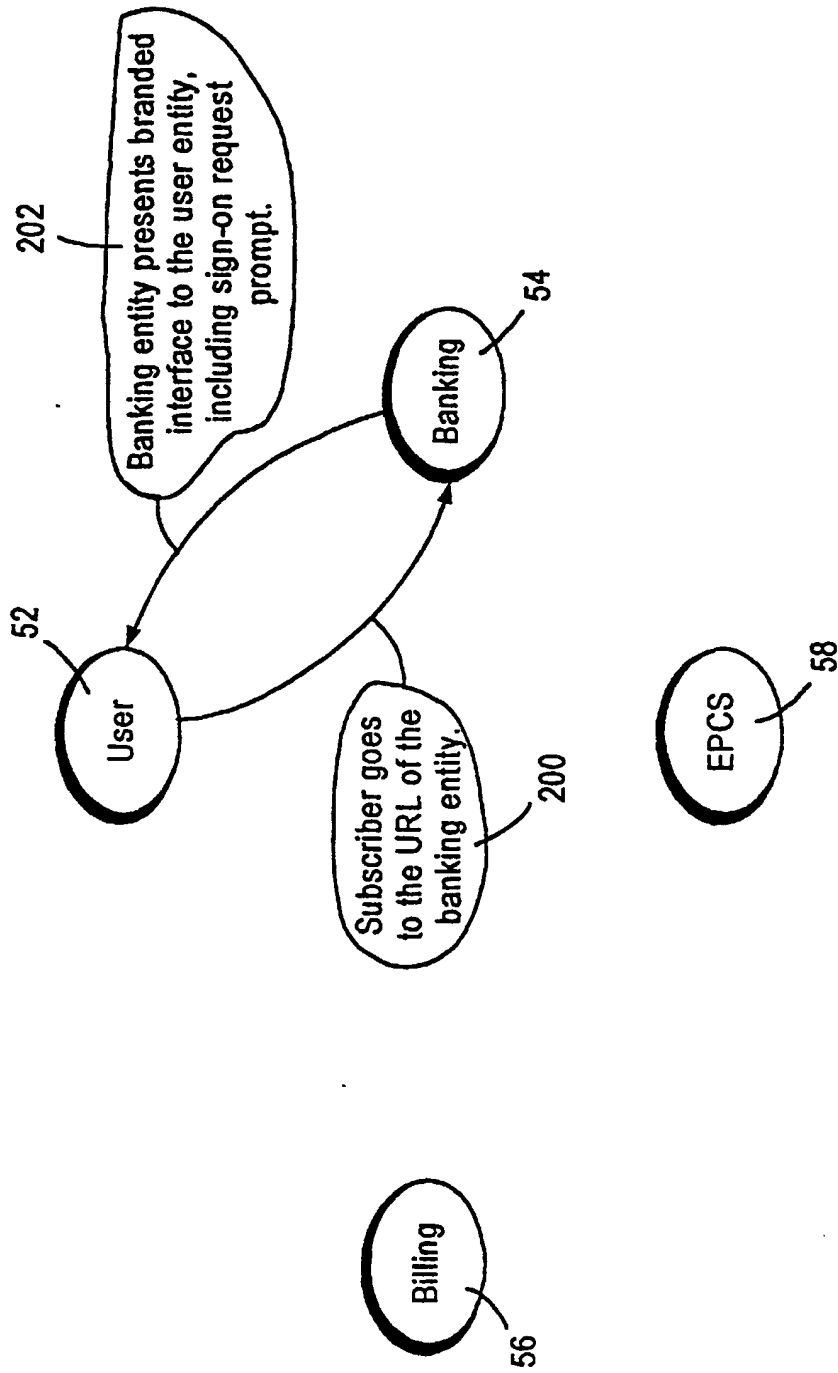 52
User
202
Banking entity presents branded
interface to the user entity,
including sign-on request
prompt.
Subscriber goes
to the URL of the
banking entity.
200
Banking
54
Billing
56
EPCS
58